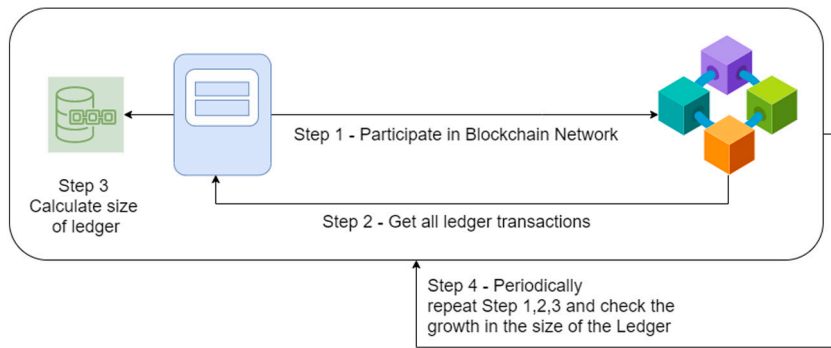 Step 1 - Participate in Blockchain Network
Step 2 - Get all ledger transactions
Step 3
Calculate size
of ledger
Step 4 - Periodically
repeat Step 1,2,3 and check the
growth in the size of the Ledger